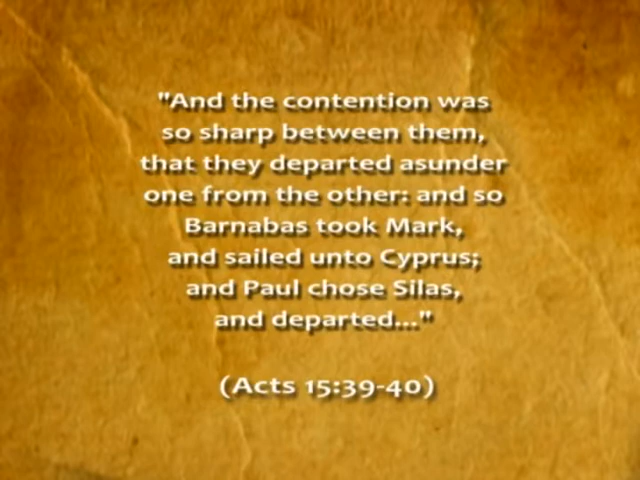 "And the contention was
so sharp between them,
that they departed asunder
one from the other: and so
Barnabas took Mark,
and sailed unto Cyprus;
and Paul chose Silas,
and departed..."
(Acts 15:39-40)